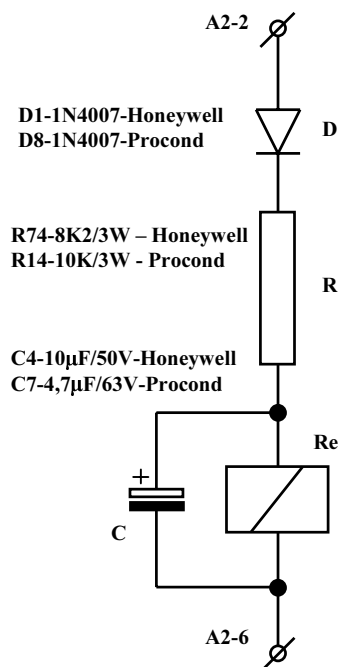 A2-2
D1-1N4007-Honeywell
D8-1N4007-Procond
D
R74-8K2/3W – Honeywell
R14-10K/3W - Procond
R
C4-10µF/50V-Honeywell
C7-4,7µF/63V-Procond
Re
+
C
A2-6